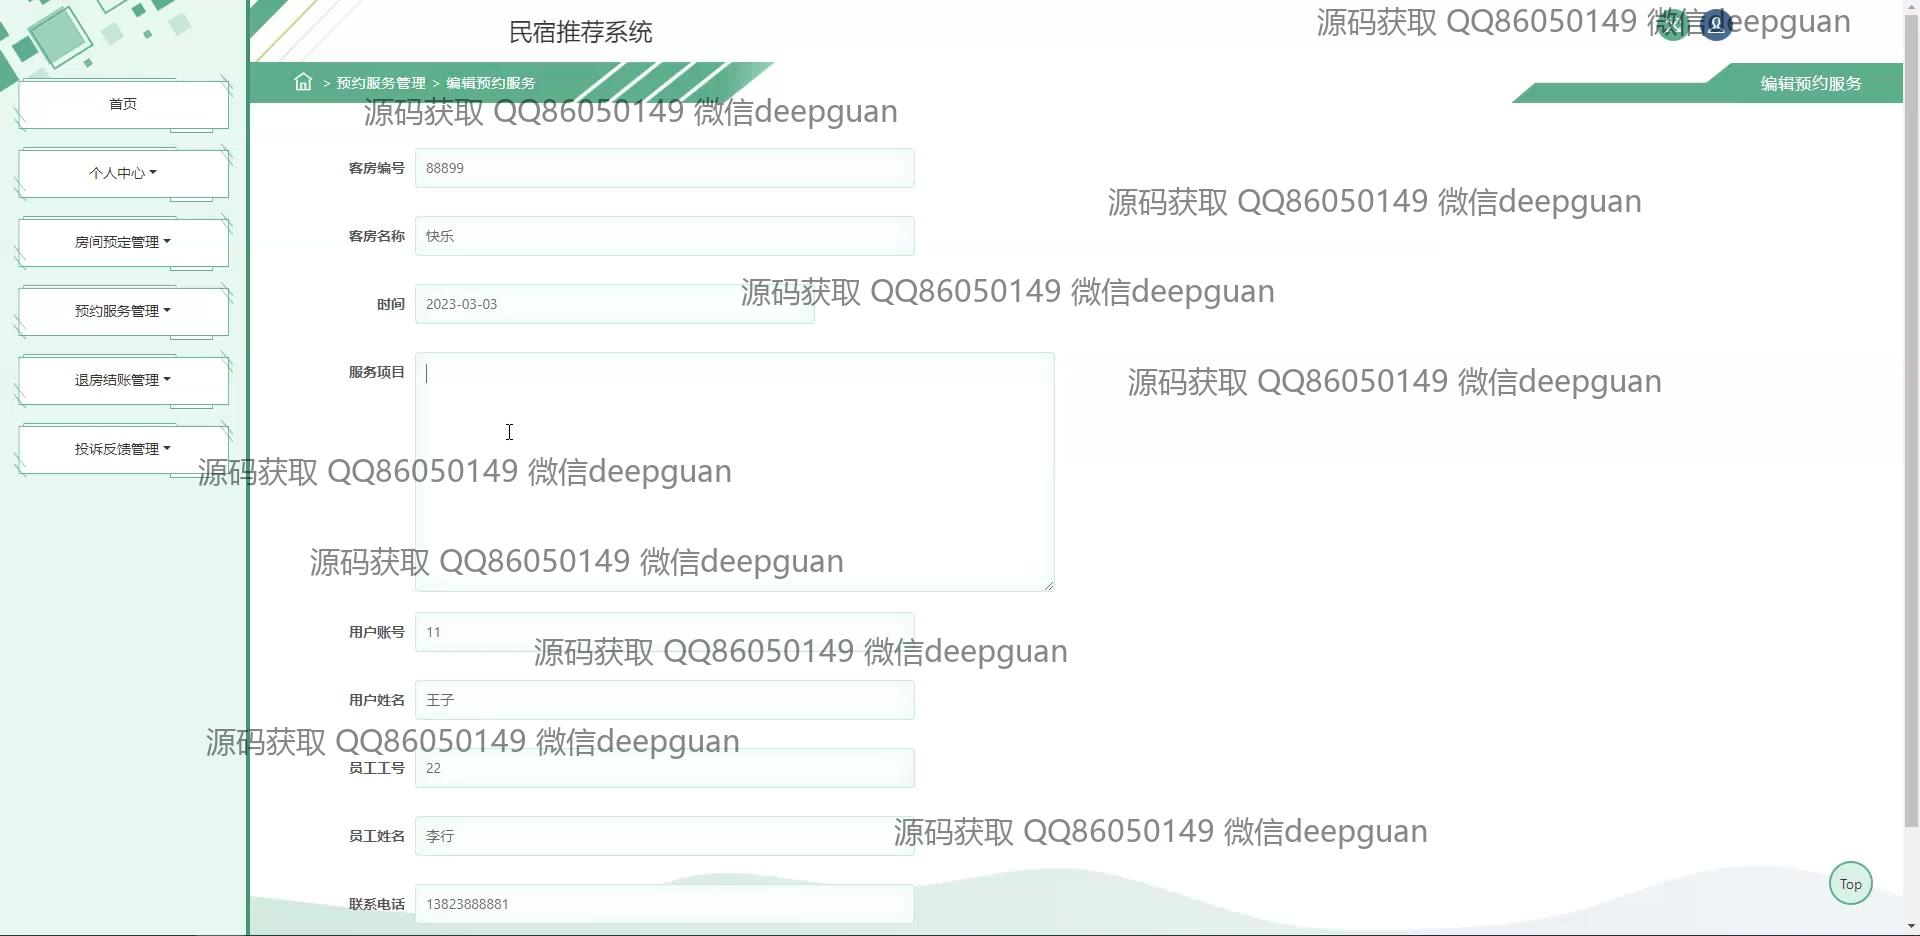 民宿推荐系统
源码获取 QQ86050149 微信deepguan
> 预约服务管理 > 编辑预约服务
编辑预约服务
源码获取 QQ86050149 微信deepguan
首页
个人中心
房间预定管理
预约服务管理
退房结账管理
投诉反馈管理
客房编号 88899
源码获取 QQ86050149 微信deepguan
客房名称 快乐
源码获取 QQ86050149 微信deepguan
时间 2023-03-03
服务项目
源码获取 QQ86050149 微信deepguan
源码获取 QQ86050149 微信deepguan
源码获取 QQ86050149 微信deepguan
用户账号 11
源码获取 QQ86050149 微信deepguan
用户姓名 王子
源码获取 QQ86050149 微信deepguan
员工工号 22
员工姓名 李行
源码获取 QQ86050149 微信deepguan
联系电话 13823888881
Top